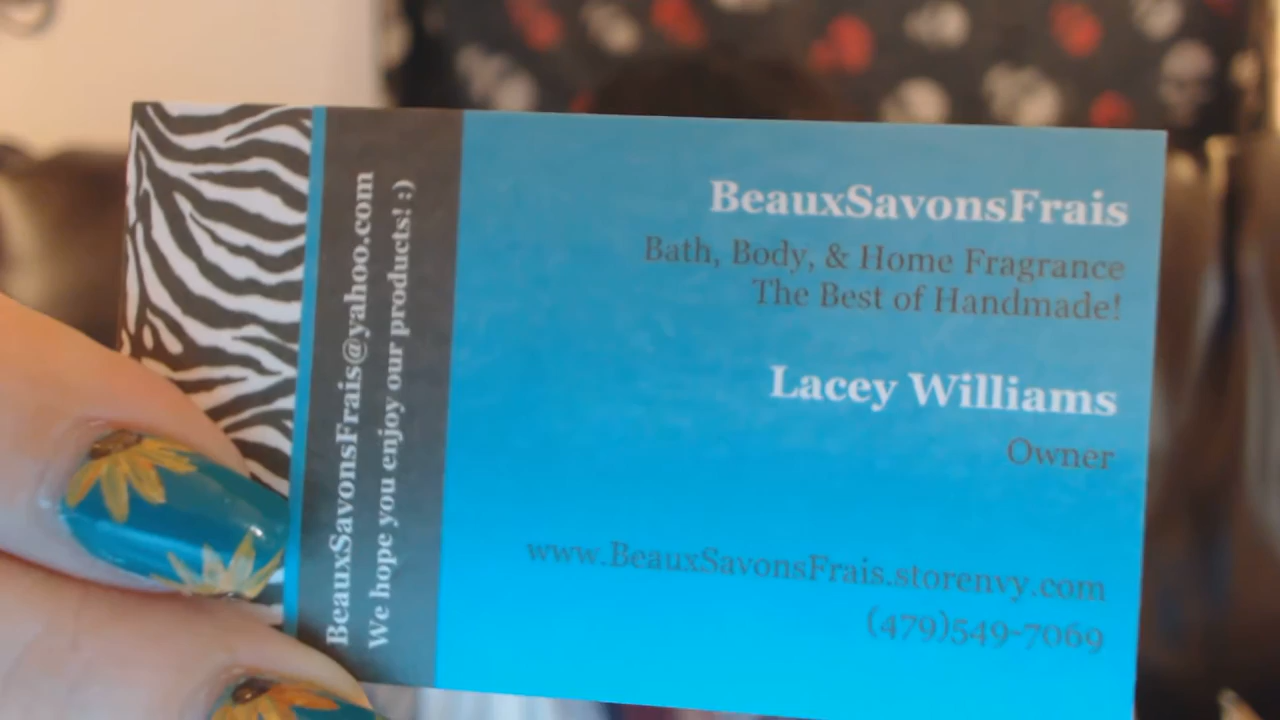 BeauxSavonsFrais@yahoo.com
We hope you enjoy our products! :)
BeauxSavonsFrais
Bath, Body, & Home Fragrance
The Best of Handmade!
Lacey Williams
Owner
www.BeauxSavonsFrais.storenvy.com
(479)549-7069